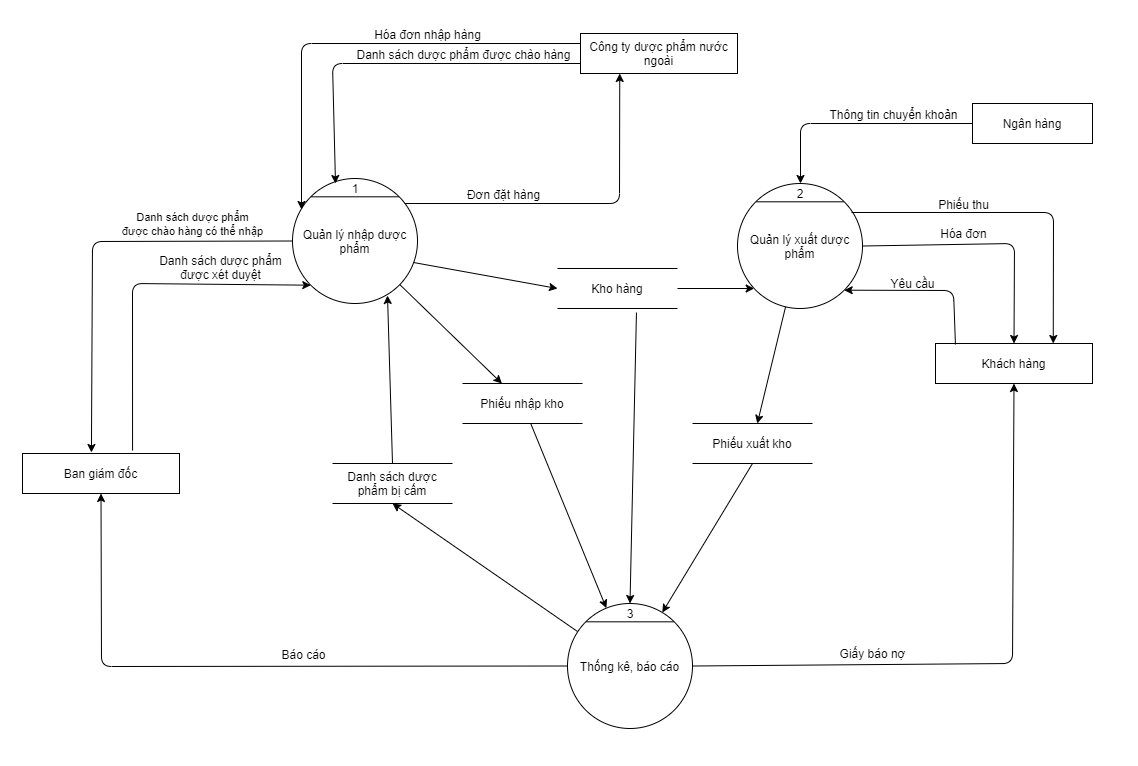 Hóa đơn nhập hàng
Công ty dược phẩm nước
ngoài
Danh sách dược phẩm được chào hàng
Thông tin chuyển khoản
Ngân hàng
1
Đơn đặt hàng
2
Phiếu thu
Danh sách dược phẩm
được chào hàng có thể nhập
Quản lý nhập dược
phẩm
Quản lý xuất dược
phẩm
Hóa đơn
Danh sách dược phẩm
được xét duyệt
Kho hàng
Yêu cầu
Khách hàng
Phiếu nhập kho
Phiếu xuất kho
Ban giám đốc
Danh sách dược
phẩm bị cấm
3
Báo cáo
Thống kê, báo cáo
Giấy báo nợ